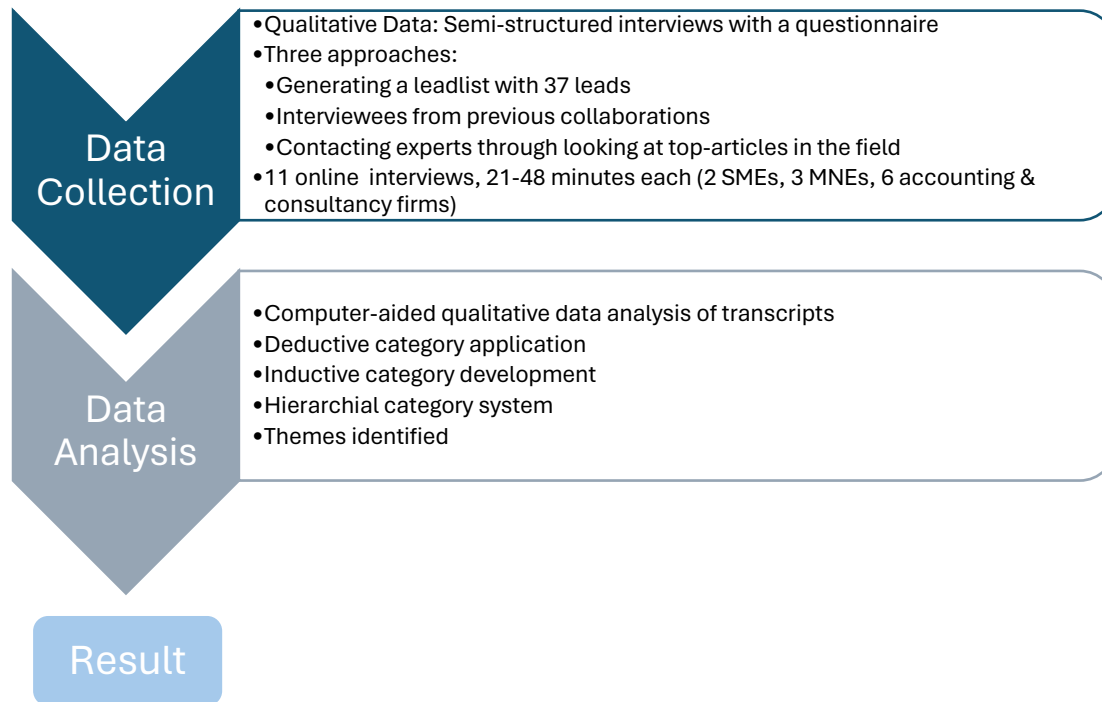 Data
Collection
•Qualitative Data: Semi-structured interviews with a questionnaire
•Three approaches:
•Generating a leadlist with 37 leads
•Interviewees from previous collaborations
•Contacting experts through looking at top-articles in the field
•11 online  interviews, 21-48 minutes each (2 SMEs, 3 MNEs, 6 accounting &
consultancy firms)
Data
Analysis
•Computer-aided qualitative data analysis of transcripts
•Deductive category application
•Inductive category development
•Hierarchial category system
•Themes identified
Result